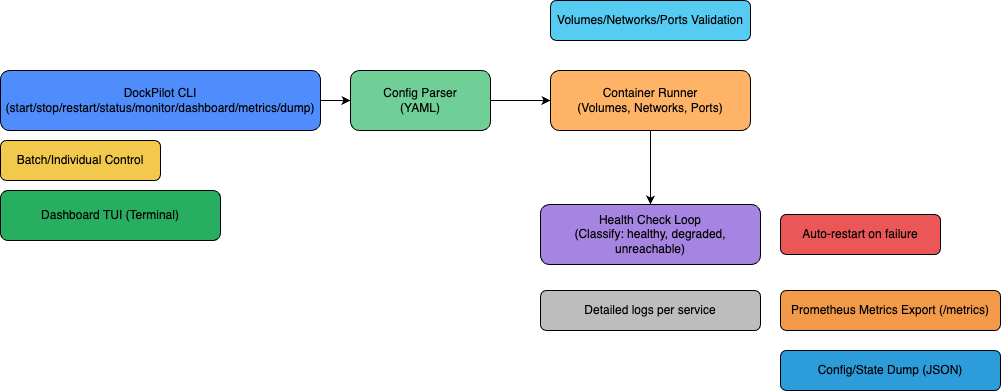 Volumes/Networks/Ports Validation
DockPilot CLI
(start/stop/restart/status/monitor/dashboard/metrics/dump)
Config Parser
(YAML)
Container Runner
(Volumes, Networks, Ports)
Batch/Individual Control
Dashboard TUI (Terminal)
Health Check Loop
(Classify: healthy, degraded,
unreachable)
Auto-restart on failure
Detailed logs per service
Prometheus Metrics Export (/metrics)
Config/State Dump (JSON)